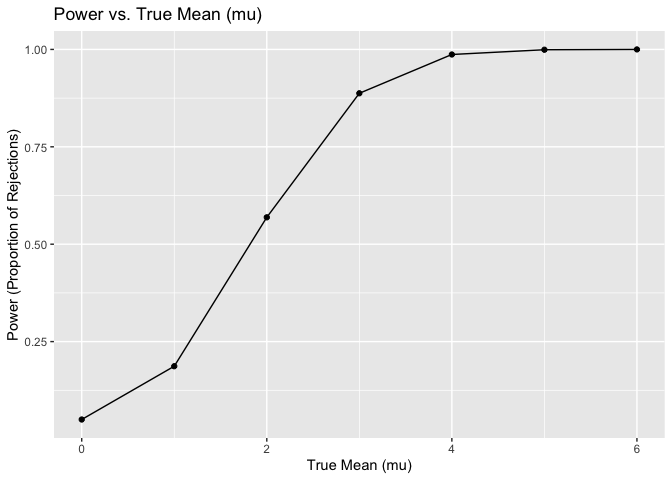 Power vs. True Mean (mu)
Power (Proportion of Rejections)
1.00
0.75
0.50
0.25
0 2 4 6
True Mean (mu)